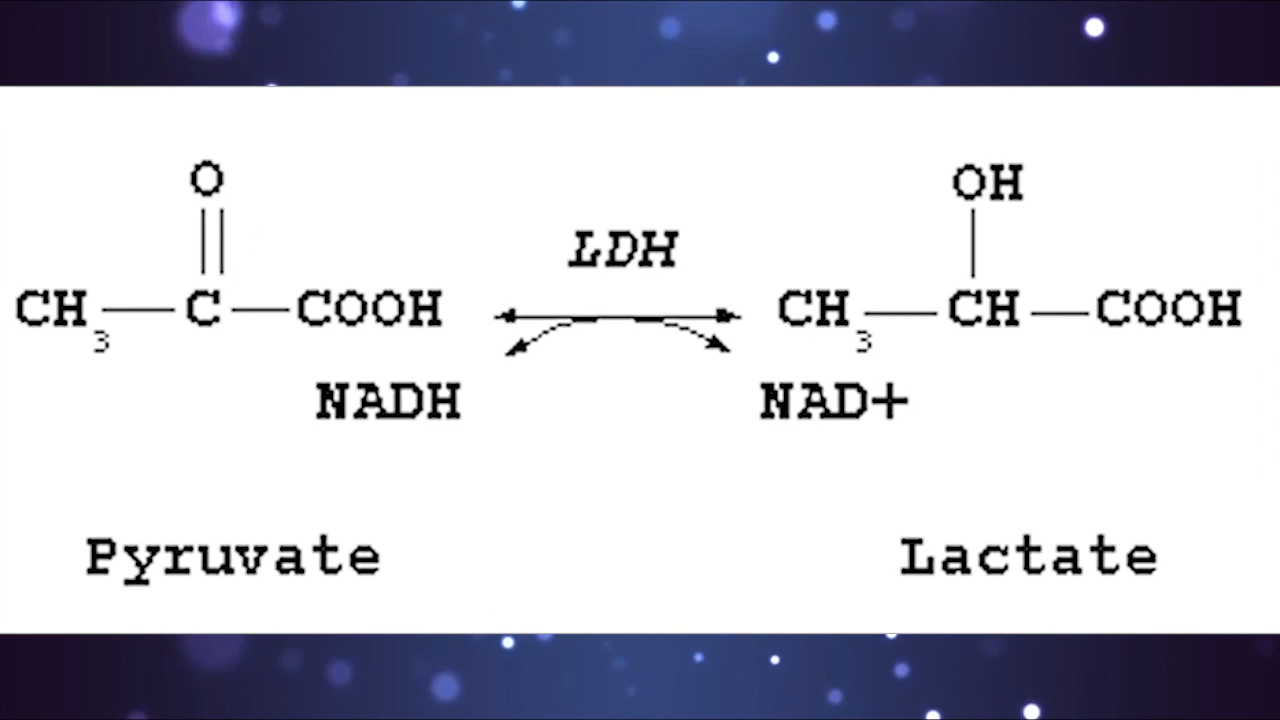 O OH
LDH
CH3—C—COOH CH3—CH—COOH
NADH NAD+
Pyruvate Lactate